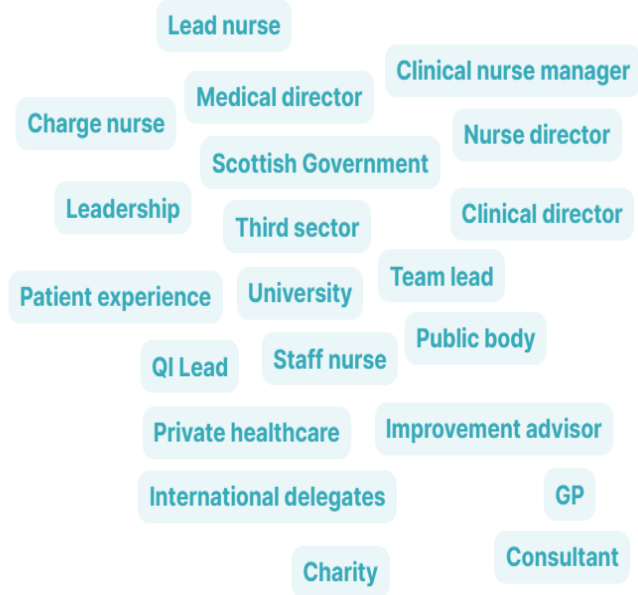 Lead nurse
Clinical nurse manager
Medical director
Charge nurse
Nurse director
Scottish Government
Leadership
Clinical director
Third sector
Team lead
Patient experience
University
Public body
QI Lead
Staff nurse
Private healthcare
Improvement advisor
International delegates
GP
Consultant
Charity